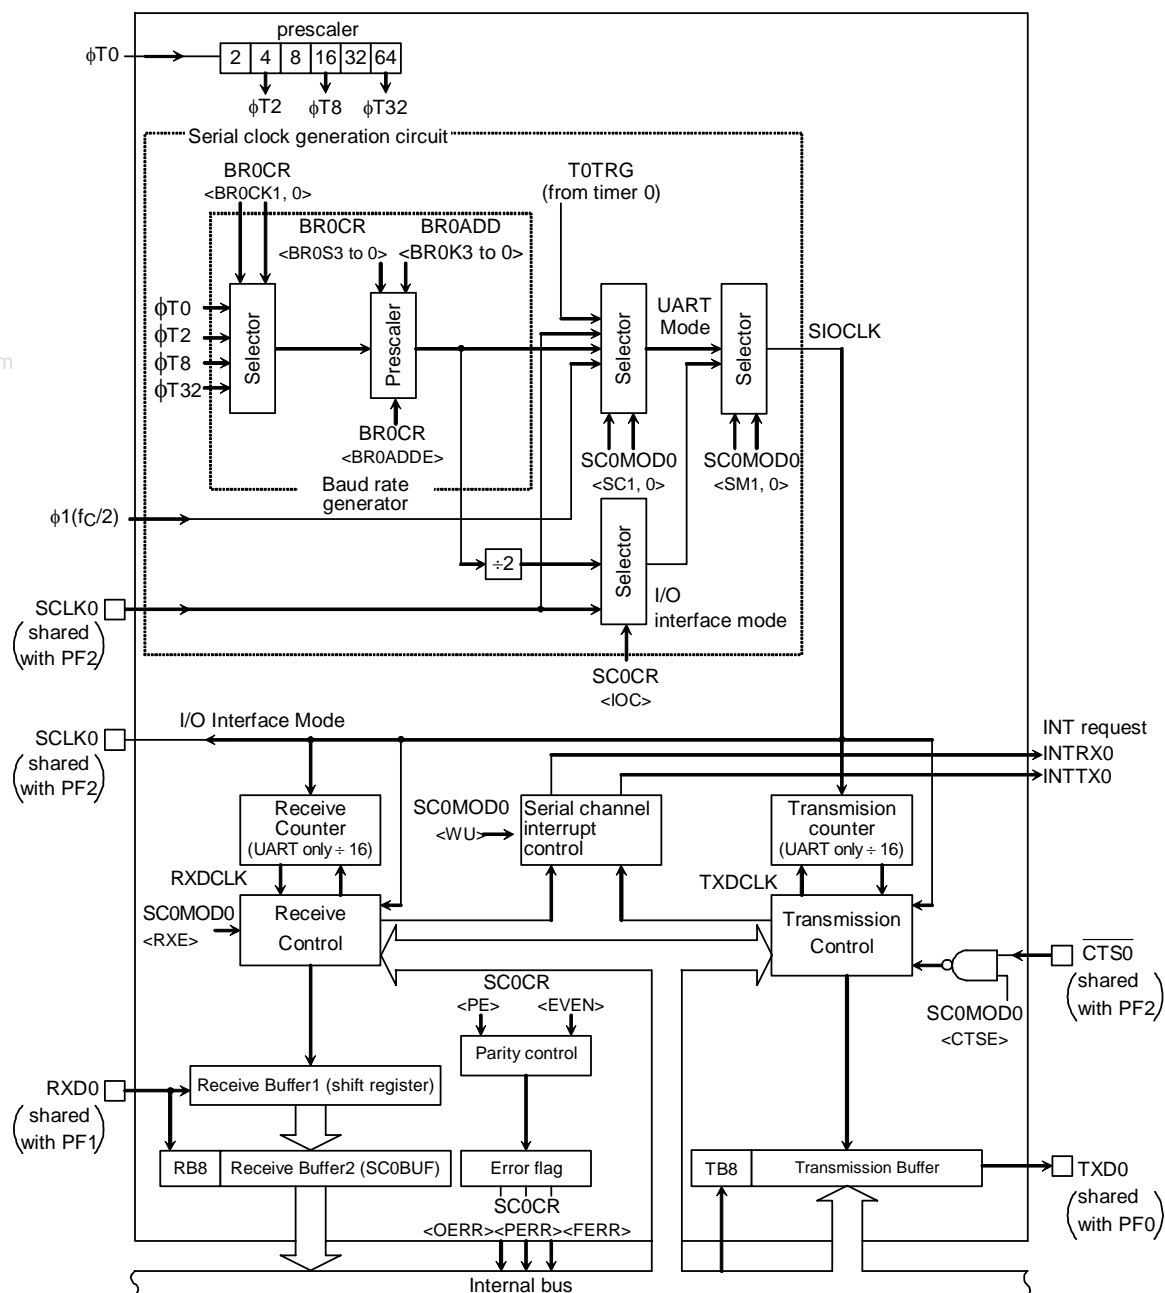 prescaler
ϕT0
2 4 8 16 32 64
ϕT2 ϕT8 ϕT32
Serial clock generation circuit
BR0CR
<BR0CK1, 0>
T0TRG
(from timer 0)
BR0CR
<BR0S3 to 0>
BR0ADD
<BR0K3 to 0>
ϕT0
ϕT2
ϕT8
ϕT32
Selector
Prescaler
Selector
UART
Mode
Selector
SIOCLK
m
BR0CR
<BR0ADDE>
SC0MOD0
<SC1, 0>
SC0MOD0
<SM1, 0>
Baud rate
generator
ϕ1(fC/2)
÷2
Selector
I/O
interface mode
SCLK0
(shared
with PF2)
SC0CR
<IOC>
I/O Interface Mode
SCLK0
(shared
with PF2)
INT request
INTRX0
INTTX0
Receive
Counter
(UART only ÷ 16)
SC0MOD0
<WU>
Serial channel
interrupt
control
Transmision
counter
(UART only ÷ 16)
RXDCLK
TXDCLK
SC0MOD0
<RXE>
Receive
Control
Transmission
Control
CTS0
(shared
with PF2)
SC0MOD0
<CTSE>
SC0CR
<PE> <EVEN>
Parity control
RXD0
(shared
with PF1)
Receive Buffer1 (shift register)
RB8 Receive Buffer2 (SC0BUF)
Error flag
TB8 Transmission Buffer
TXD0
(shared
with PF0)
SC0CR
<OERR><PERR><FERR>
Internal bus